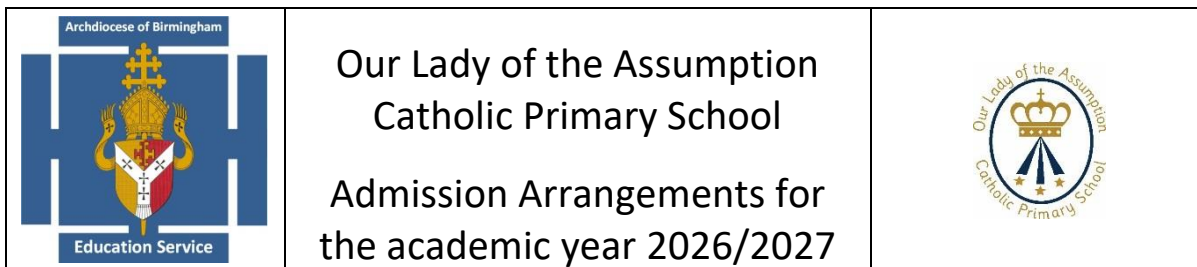 Archdiocese of Birmingham
Education Service
Our Lady of the Assumption
Catholic Primary School
Admission Arrangements for
the academic year 2026/2027
Our Lady of the Assumption
Catholic Primary School